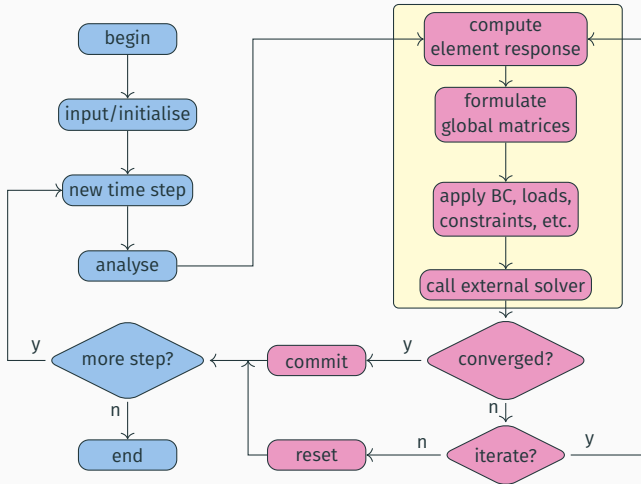 begin
input/initialise
new time step
analyse
compute
element response
formulate
global matrices
apply BC, loads,
constraints, etc.
call external solver
converged?
y
n
commit
iterate?
y
n
reset
more step?
y
n
end